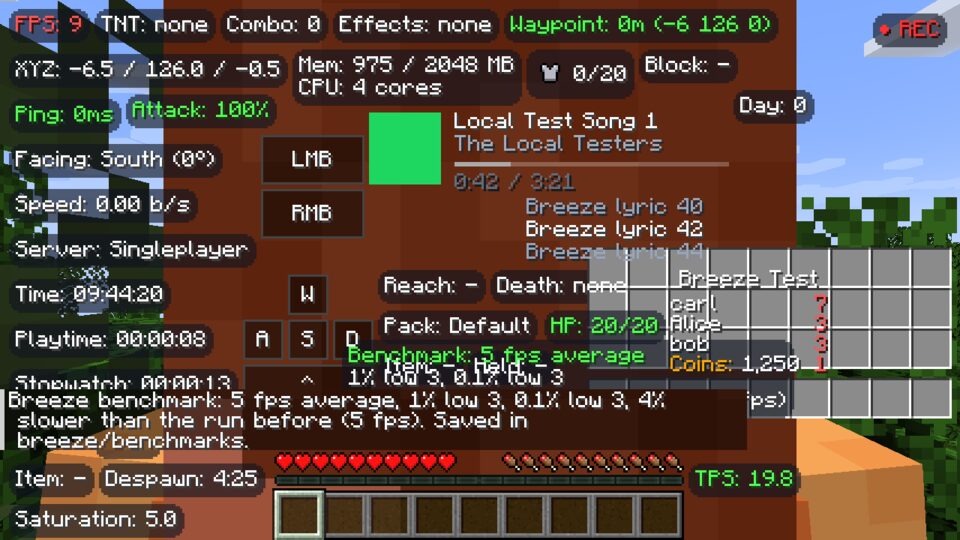 FPS: 9 TNT: none Combo: 0 Effects: none Waypoint: 0m (-6 126 0) • REC
XYZ: -6.5 / 126.0 / -0.5
Mem: 975 / 2048 MB
CPU: 4 cores
0/20
Block: -
Ping: 0ms
Attack: 100%
Day: 0
Local Test Song 1
The Local Testers
0:42 / 3:21
Breeze lyric 40
Breeze lyric 42
Breeze lyric 44
LMB
RMB
Facing: South (0°)
Speed: 0.00 b/s
Server: Singleplayer
Time: 09:44:20
W
A S D
^
Reach: - Death: none
Breeze Test
carl 7
Alice 3
bob 3
Coins: 1,250 1
Playtime: 00:00:08
Pack: Default HP: 20/20
Benchmark: 5 fps average
Item: - Held: -
1% low 3, 0.1% low 3
Stopwatch: 00:00:13
Breeze benchmark: 5 fps average, 1% low 3, 0.1% low 3, 4%
slower than the run before (5 fps). Saved in
breeze/benchmarks.
fps)
Item: - Despawn: 4:25
TPS: 19.8
Saturation: 5.0